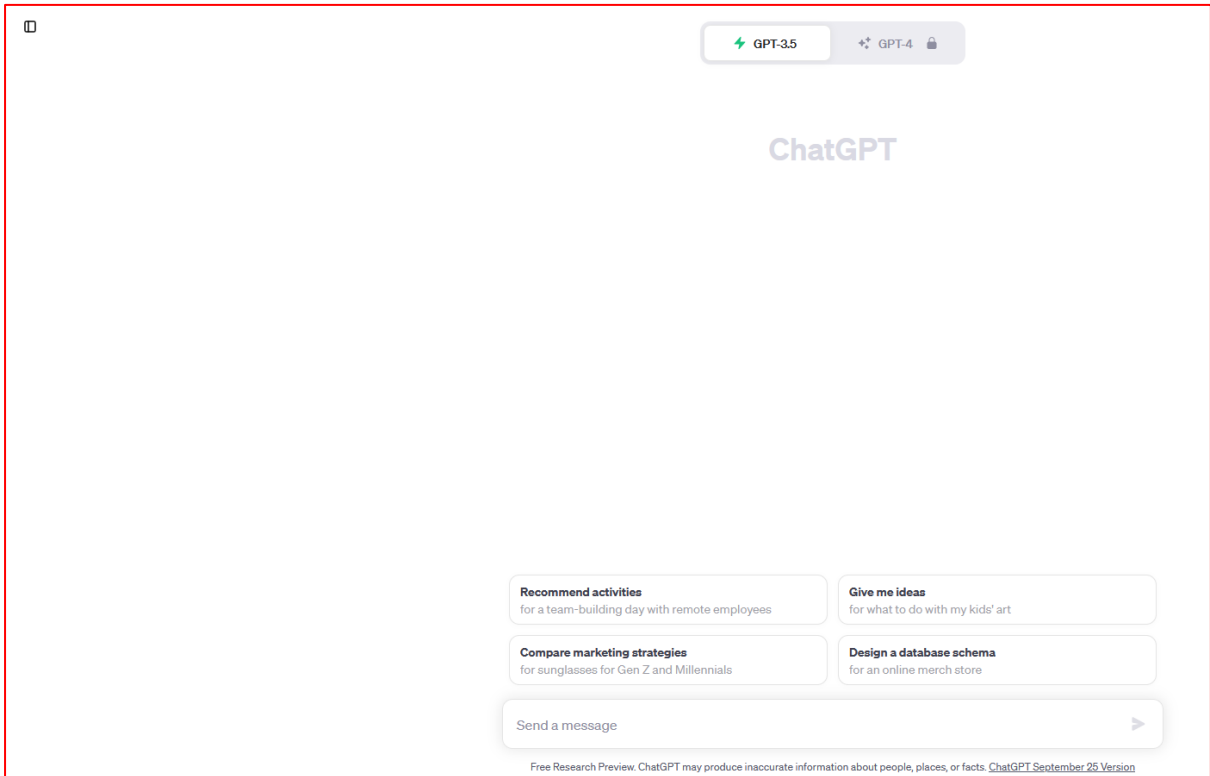 GPT-3.5
GPT-4
ChatGPT
Recommend activities
for a team-building day with remote employees
Give me ideas
for what to do with my kids' art
Compare marketing strategies
for sunglasses for Gen Z and Millennials
Design a database schema
for an online merch store
Send a message
Free Research Preview. ChatGPT may produce inaccurate information about people, places, or facts. ChatGPT September 25 Version